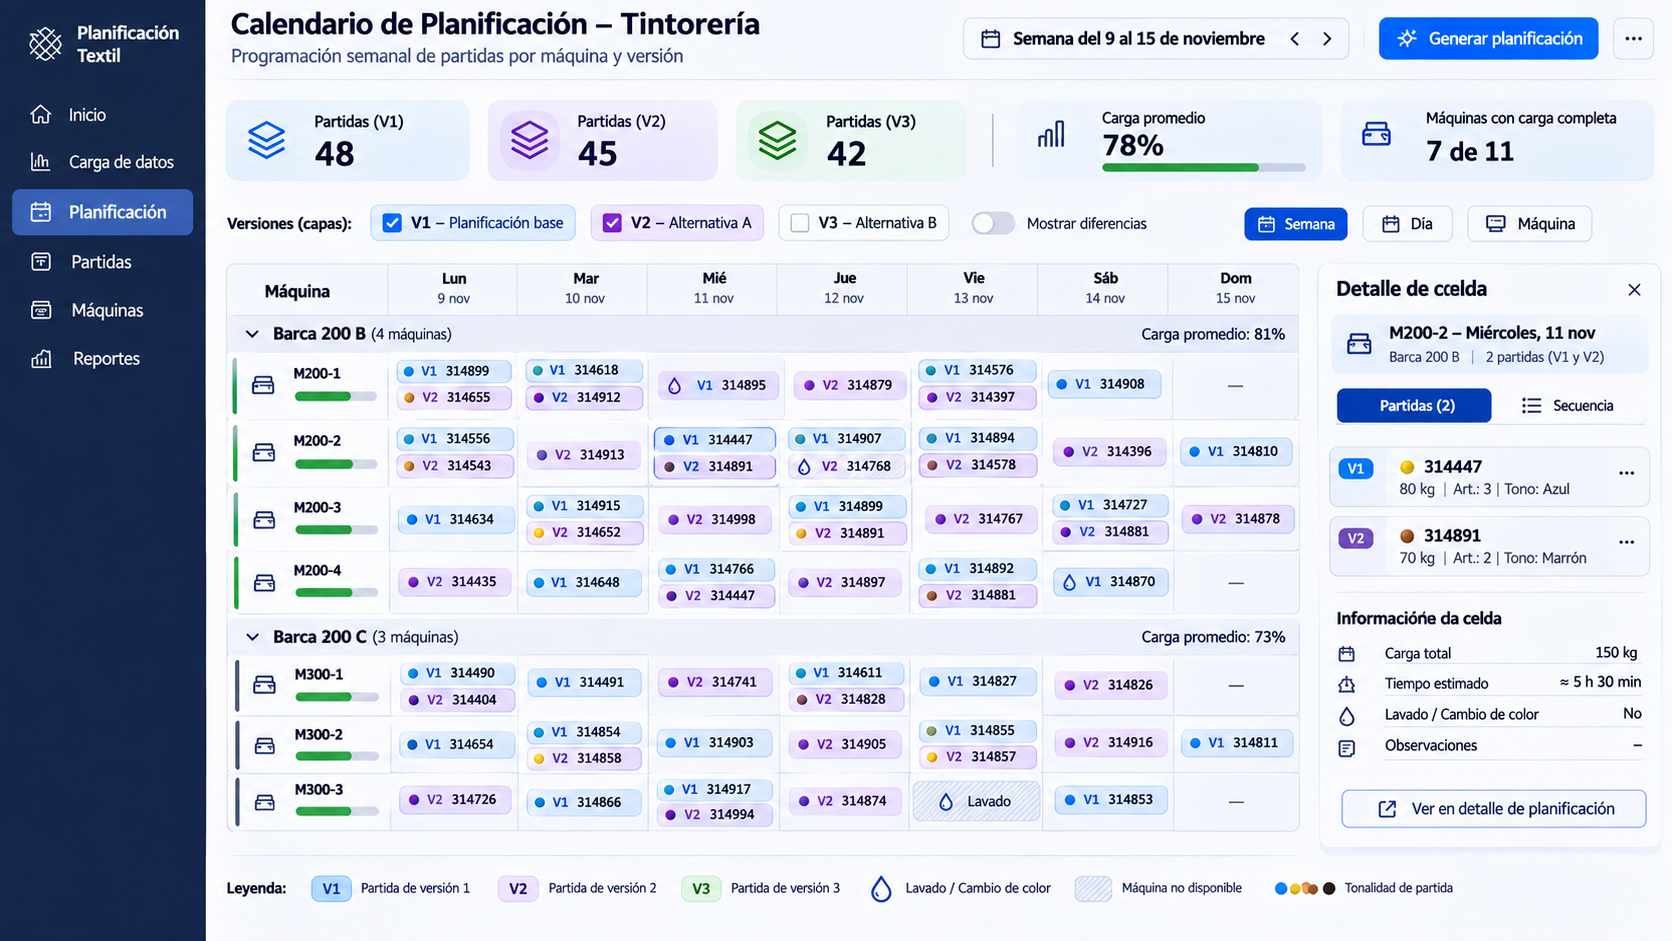 Planificación
Textil
Inicio
Carga de datos
Planificación
Partidas
Máquinas
Reportes
Calendario de Planificación – Tintorería
Programación semanal de partidas por máquina y versión
Semana del 9 al 15 de noviembre
Generar planificación
Partidas (V1)
48
Partidas (V2)
45
Partidas (V3)
42
Carga promedio
78%
Máquinas con carga completa
7 de 11
Versiones (capas):
V1 – Planificación base
V2 – Alternativa A
V3 – Alternativa B
Mostrar diferencias
Semana
Día
Máquina
Máquina
Lun
9 nov
Mar
10 nov
Mié
11 nov
Jue
12 nov
Vie
13 nov
Sáb
14 nov
Dom
15 nov
Barca 200 B (4 máquinas)
Carga promedio: 81%
M200-1
V1 314899
V2 314655
V1 314618
V2 314912
V1 314895
V2 314879
V1 314576
V2 314397
V1 314908
—
M200-2
V1 314556
V2 314543
V2 314913
V1 314447
V2 314891
V1 314907
V2 314768
V1 314894
V2 314578
V2 314396
V1 314810
M200-3
V1 314634
V1 314915
V2 314652
V2 314998
V1 314899
V2 314891
V2 314767
V1 314727
V2 314881
V2 314878
M200-4
V2 314435
V1 314648
V1 314766
V2 314447
V2 314897
V1 314892
V2 314881
V1 314870
—
Barca 200 C (3 máquinas)
Carga promedio: 73%
M300-1
V1 314490
V2 314404
V1 314491
V2 314741
V1 314611
V2 314828
V1 314827
V2 314826
—
M300-2
V1 314654
V1 314854
V2 314858
V1 314903
V2 314905
V1 314855
V2 314857
V2 314916
V1 314811
M300-3
V2 314726
V1 314866
V1 314917
V2 314994
V2 314874
Lavado
V1 314853
—
Detalle de ccelda
M200-2 – Miércoles, 11 nov
Barca 200 B | 2 partidas (V1 y V2)
Partidas (2)
Secuencia
V1
314447
80 kg | Art.: 3 | Tono: Azul
V2
314891
70 kg | Art.: 2 | Tono: Marrón
Informacióñe da celda
Carga total
150 kg
Tiempo estimado
≈ 5 h 30 min
Lavado / Cambio de color
No
Observaciones
–
Ver en detalle de planificación
Leyenda:
V1 Partida de versión 1
V2 Partida de versión 2
V3 Partida de versión 3
Lavado / Cambio de color
Máquina no disponible
Tonalidad de partida